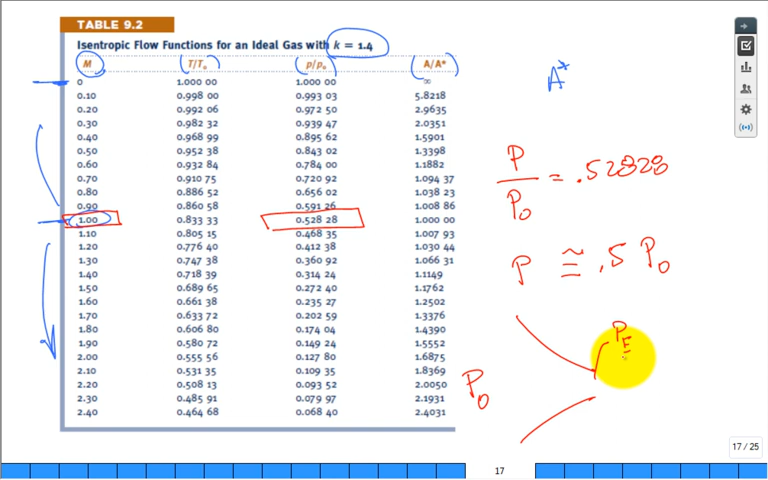 TABLE 9.2
Isentropic Flow Functions for an Ideal Gas with k = 1.4
M T/Tₒ p/pₒ A/A*
0 1.000 00 1.000 00 ∞
0.10 0.998 00 0.993 03 5.8218
0.20 0.992 06 0.972 50 2.9635
0.30 0.982 32 0.939 47 2.0351
0.40 0.968 99 0.895 62 1.5901
0.50 0.952 38 0.843 02 1.3398
0.60 0.932 84 0.784 00 1.1882
0.70 0.910 75 0.720 92 1.094 37
0.80 0.886 52 0.656 02 1.038 23
0.90 0.860 58 0.591 26 1.008 86
1.00 0.833 33 0.528 28 1.000 00
1.10 0.805 15 0.468 35 1.007 93
1.20 0.776 40 0.412 38 1.030 44
1.30 0.747 38 0.360 92 1.066 31
1.40 0.718 39 0.314 24 1.1149
1.50 0.689 65 0.272 40 1.1762
1.60 0.661 38 0.235 27 1.2502
1.70 0.633 72 0.202 59 1.3376
1.80 0.606 80 0.174 04 1.4390
1.90 0.580 72 0.149 24 1.5552
2.00 0.555 56 0.127 80 1.6875
2.10 0.531 35 0.109 35 1.8369
2.20 0.508 13 0.093 52 2.0050
2.30 0.485 91 0.079 97 2.1931
2.40 0.464 68 0.068 40 2.4031
A*
P/P₀ = .52828
P ≅ .5 P₀
P_E
P₀
17 / 25
17